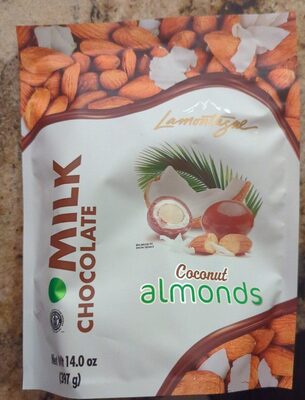 Lamontagne
MILK
CHOCOLATE
Coconut
almonds
Net Wt 14.0 oz
(397 g)